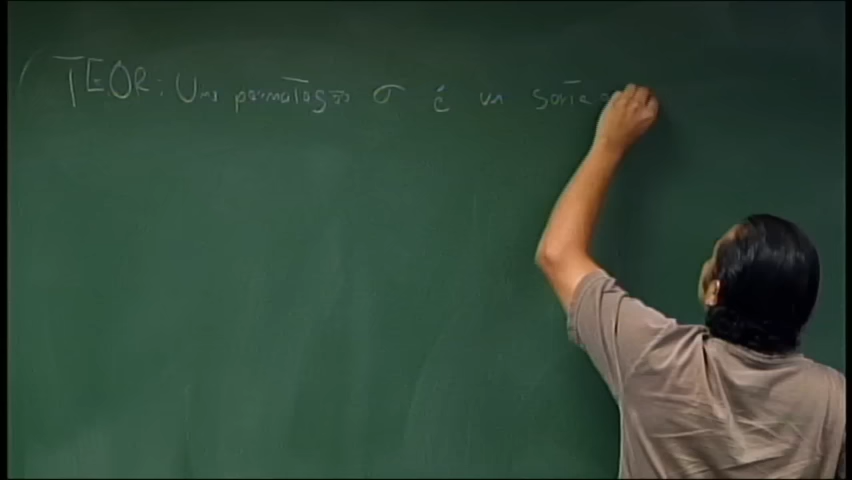 TEOR: Uma permutação σ é um